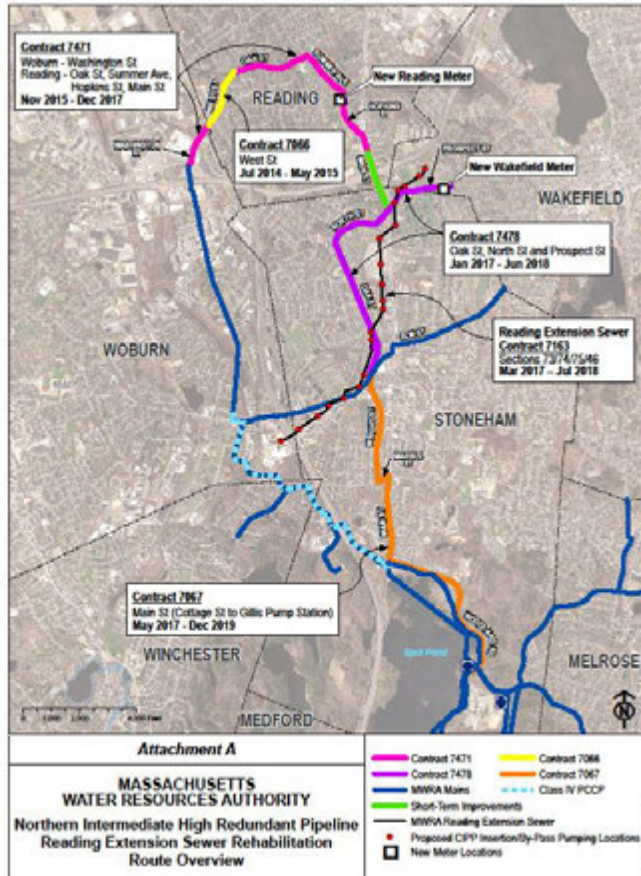 Contract 7471
Woburn - Washington St
Reading - Oak St, Summer Ave,
Hopkins St, Main St
Nov 2015 - Dec 2017
READING
New Reading Meter
Contract 7066
West St
Jul 2014 - May 2015
New Wakefield Meter
WAKEFIELD
Contract 7478
Oak St, North St and Prospect St
Jan 2017 - Jun 2018
Reading Extension Sewer
Contract 7163
Sections 73/74/75/46
Mar 2017 - Jul 2018
WOBURN
STONEHAM
Contract 7067
Main St (Cottage St to Gillis Pump Station)
May 2017 - Dec 2019
WINCHESTER
Spot Pond
MELROSE
MEDFORD
N
Attachment A
MASSACHUSETTS
WATER RESOURCES AUTHORITY
Northern Intermediate High Redundant Pipeline
Reading Extension Sewer Rehabilitation
Route Overview
Contract 7471
Contract 7066
Contract 7478
Contract 7067
MWRA Mains
Class IV PCCP
Short-Term Improvements
MWRA Reading Extension Sewer
Proposed CIPP Insertion/By-Pass Pumping Locations
New Meter Locations